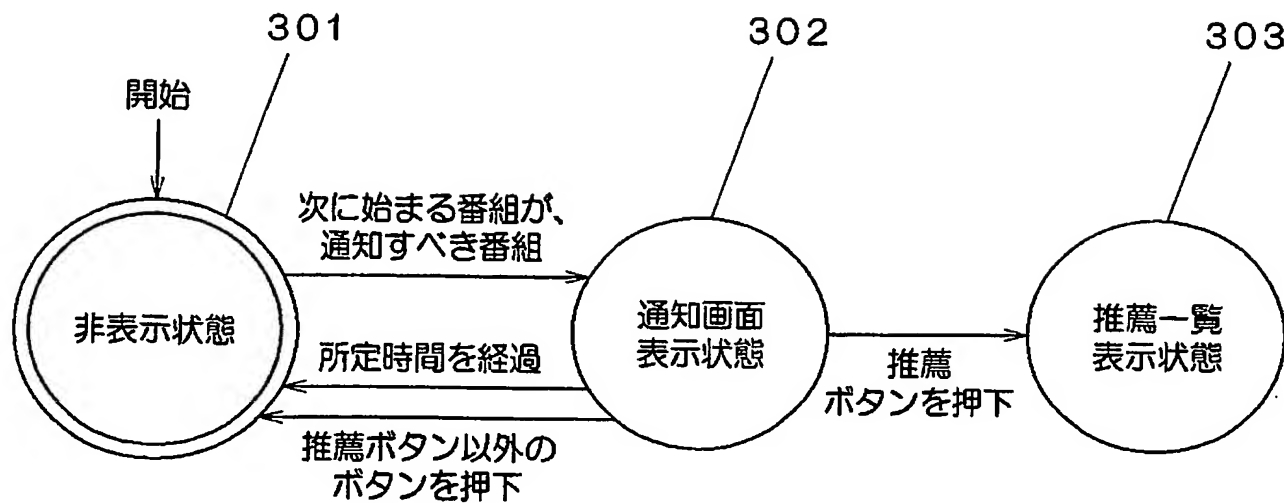 301
302
303
開始
次に始まる番組が、
通知すべき番組
非表示状態
所定時間を経過
推薦ボタン以外の
ボタンを押下
通知画面
表示状態
推薦
ボタンを押下
推薦一覧
表示状態